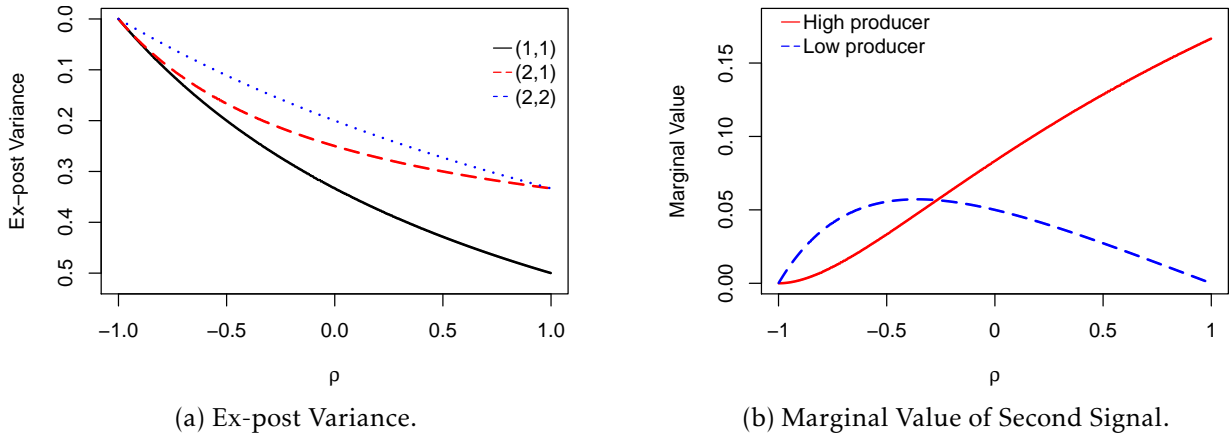 Ex−post Variance
0.0
0.1
0.2
0.3
0.4
0.5
(1,1)
(2,1)
(2,2)
−1.0
−0.5
0.0
0.5
1.0
ρ
(a) Ex-post Variance.
Marginal Value
0.15
0.10
0.05
0.00
High producer
Low producer
−1
−0.5
0
0.5
1
ρ
(b) Marginal Value of Second Signal.